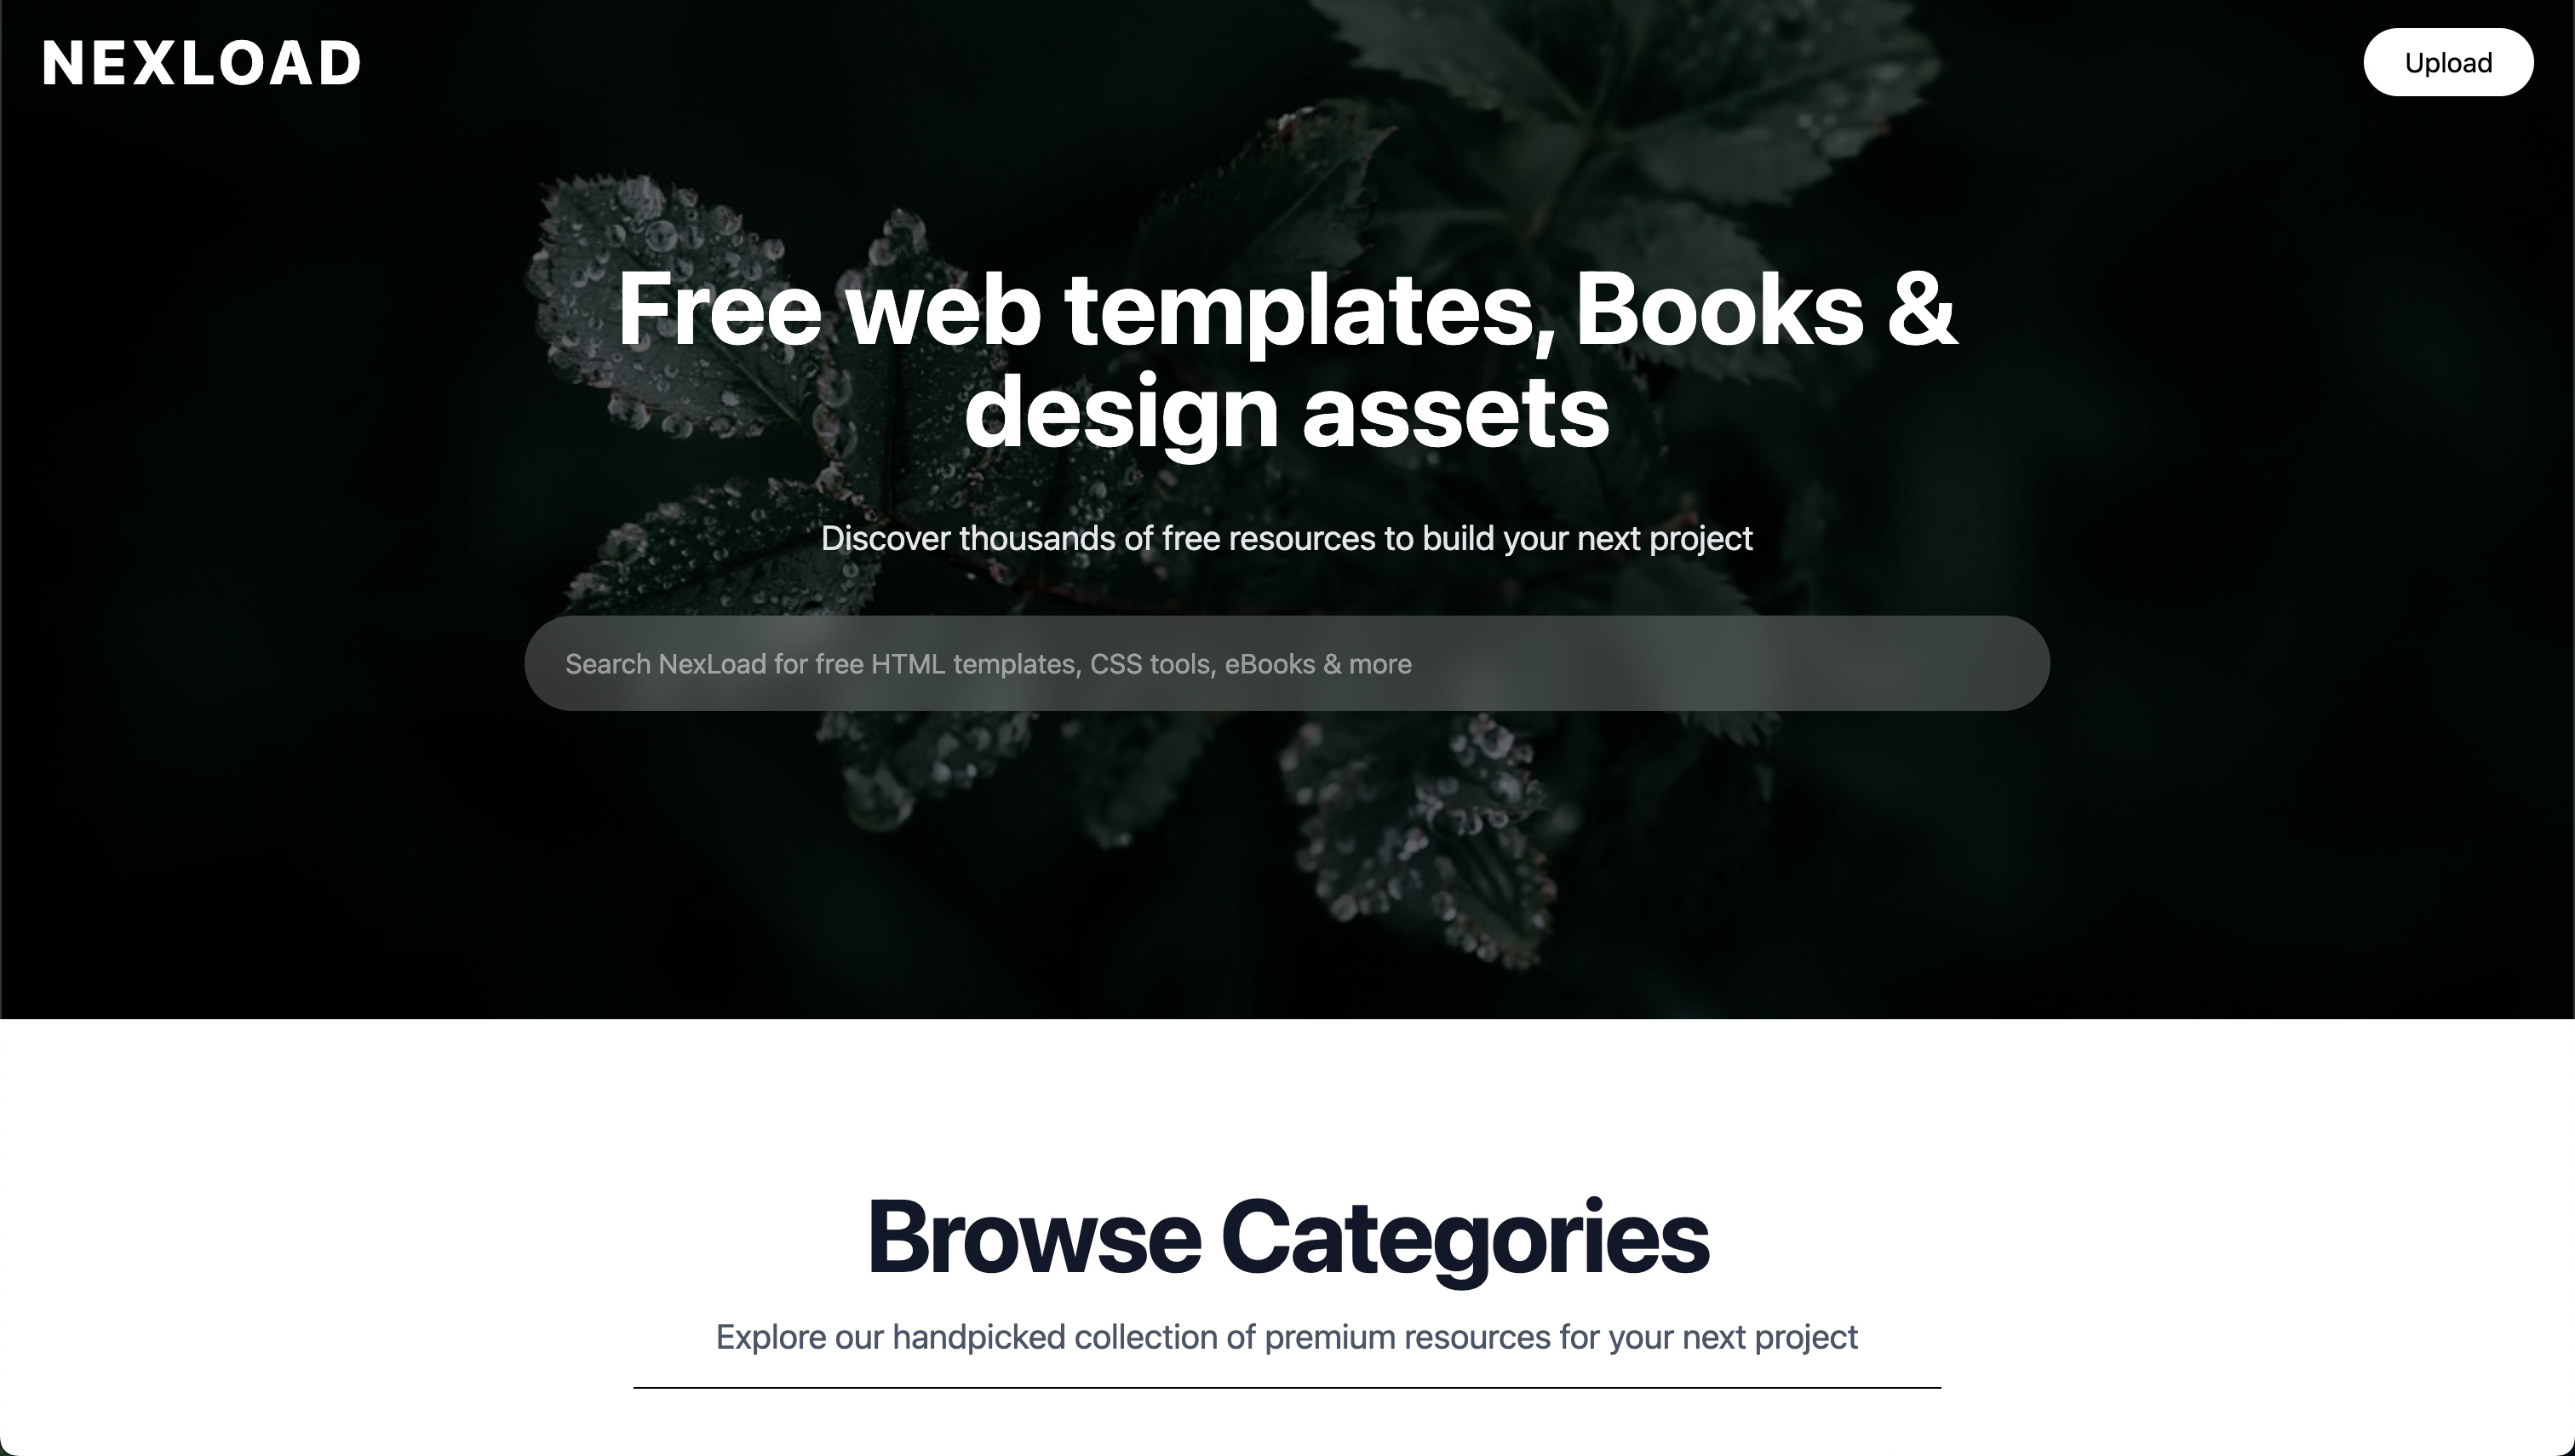 NEXLOAD
Upload
Free web templates, Books &
design assets
Discover thousands of free resources to build your next project
Search NexLoad for free HTML templates, CSS tools, eBooks & more
Browse Categories
Explore our handpicked collection of premium resources for your next project